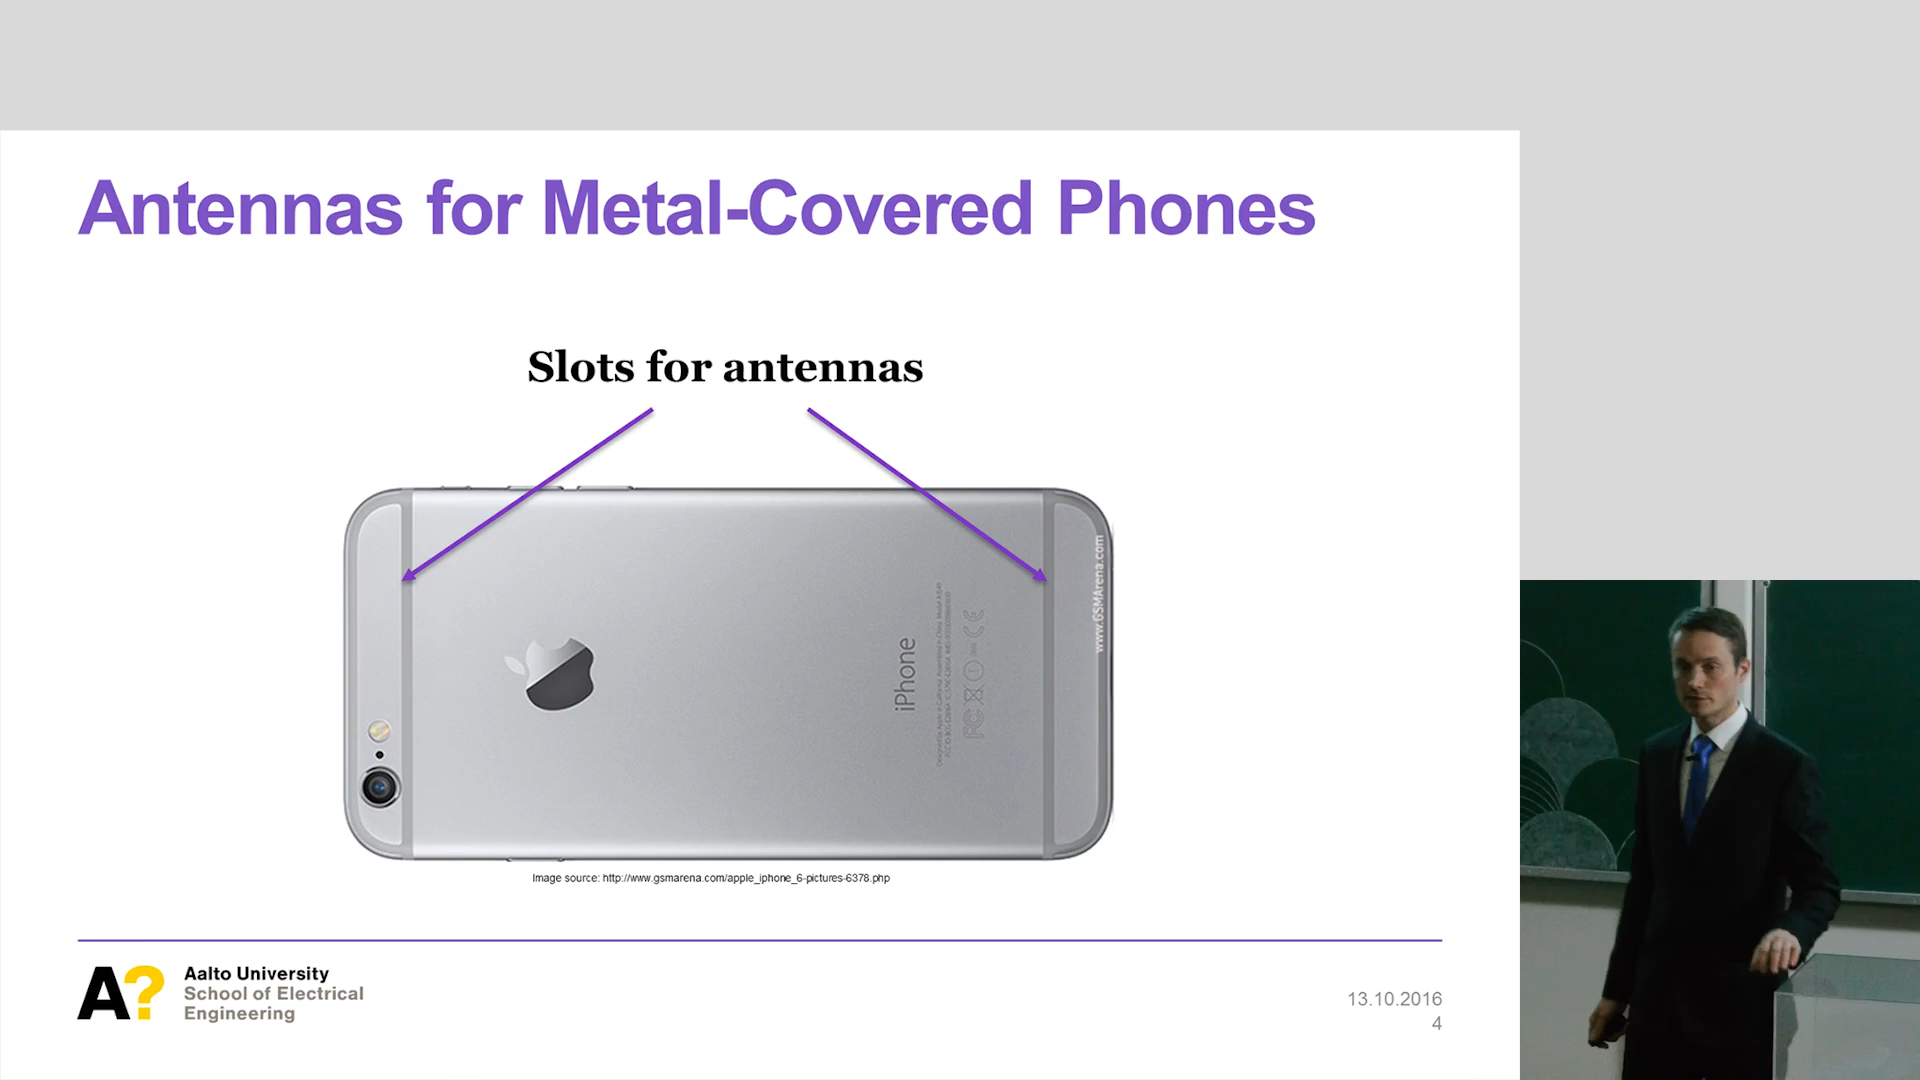 Antennas for Metal-Covered Phones
Slots for antennas
iPhone
www.GSMArena.com
Image source: http://www.gsmarena.com/apple_iphone_6-pictures-6378.php
A?
Aalto University
School of Electrical
Engineering
13.10.2016
4